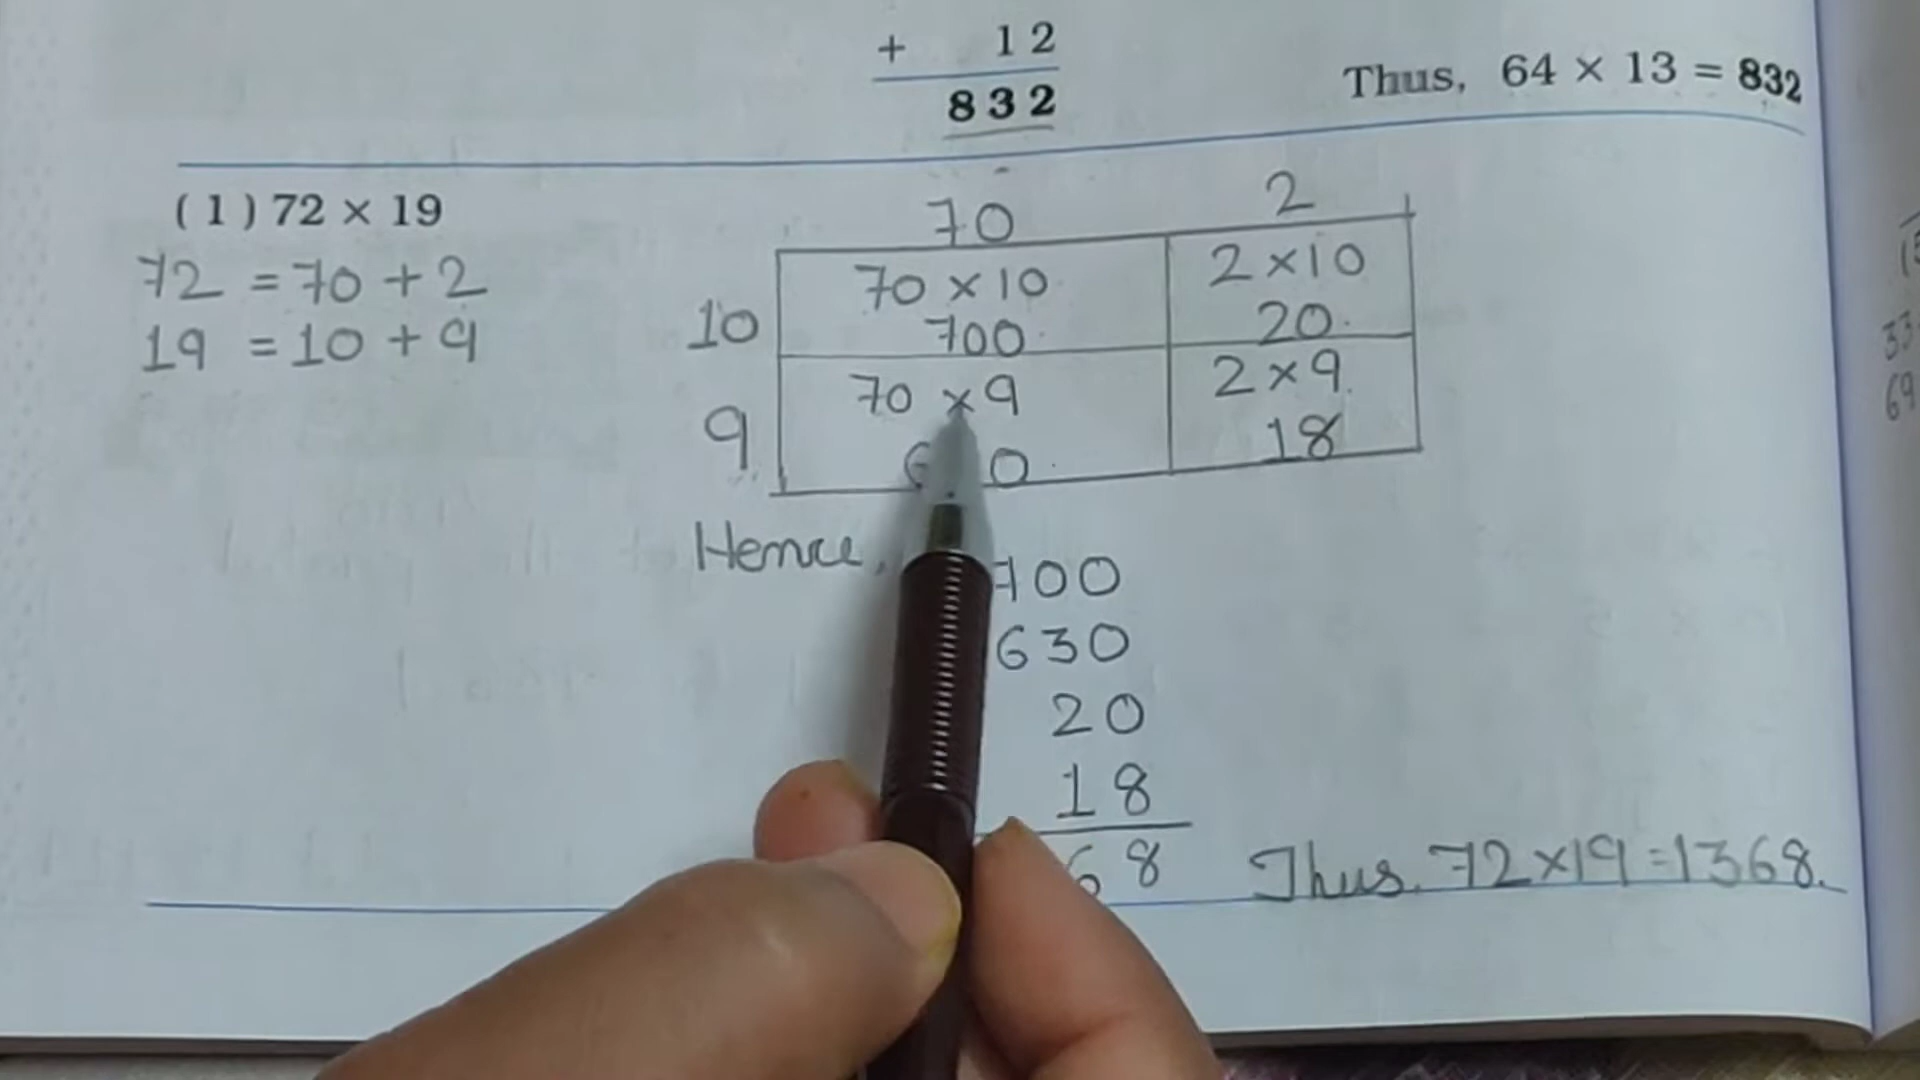 + 12
832
Thus, 64 × 13 = 832
(1) 72 × 19
72 = 70 + 2
19 = 10 + 9
70 2
70 × 10 2 × 10
10 700 20
70 × 9 2 × 9
9 18
Hence, 700
630
20
18
68
Thus, 72 × 19 = 1368.